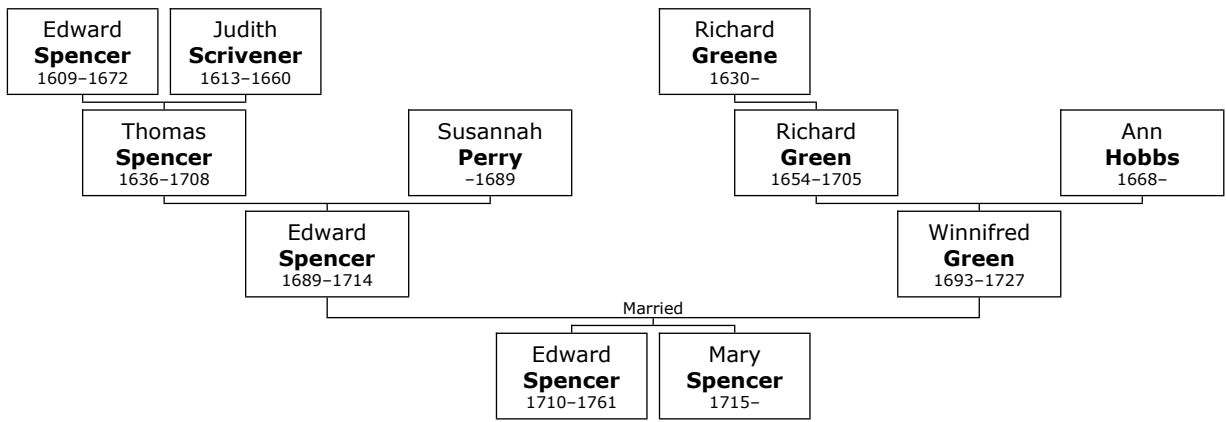 Edward
Spencer
1609–1672
Judith
Scrivener
1613–1660
Richard
Greene
1630–
Thomas
Spencer
1636–1708
Susannah
Perry
–1689
Richard
Green
1654–1705
Ann
Hobbs
1668–
Edward
Spencer
1689–1714
Winnifred
Green
1693–1727
Married
Edward
Spencer
1710–1761
Mary
Spencer
1715–